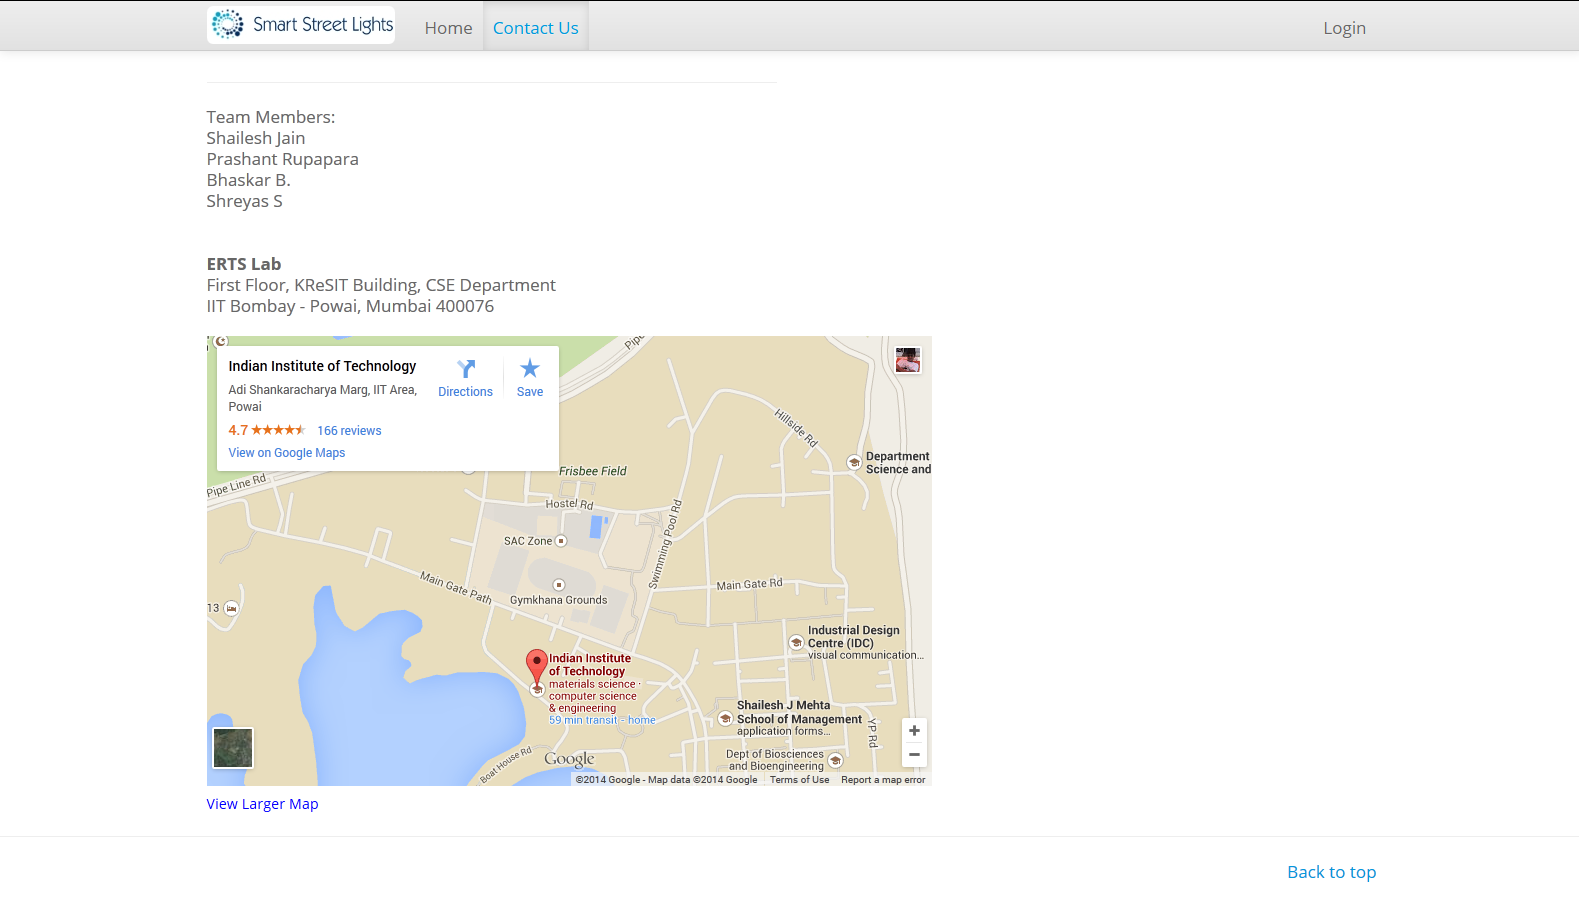 Smart Street Lights
Home
Contact Us
Login
Team Members:
Shailesh Jain
Prashant Rupapara
Bhaskar B.
Shreyas S
ERTS Lab
First Floor, KReSIT Building, CSE Department
IIT Bombay - Powai, Mumbai 400076
Indian Institute of Technology
Adi Shankaracharya Marg, IIT Area,
Powai
4.7
166 reviews
View on Google Maps
Directions
Save
Pipe
Hillside Rd
Department
Science and
Frisbee Field
Pipe Line Rd
Hostel Rd
SAC Zone
Swimming Pool Rd
Main Gate Path
Main Gate Rd
Gymkhana Grounds
13
Industrial Design
Centre (IDC)
visual communication...
Indian Institute
of Technology
materials science ·
computer science
& engineering
59 min transit - home
Shailesh J Mehta
School of Management
application forms...
YP Rd
+
−
Dept of Biosciences
and Bioengineering
Boat House Rd
Google
©2014 Google - Map data ©2014 Google
Terms of Use
Report a map error
View Larger Map
Back to top